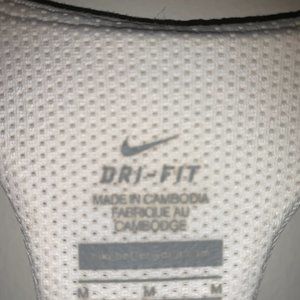 DRI-FIT
MADE IN CAMBODIA
FABRIQUE AU
CAMBODGE
M M M